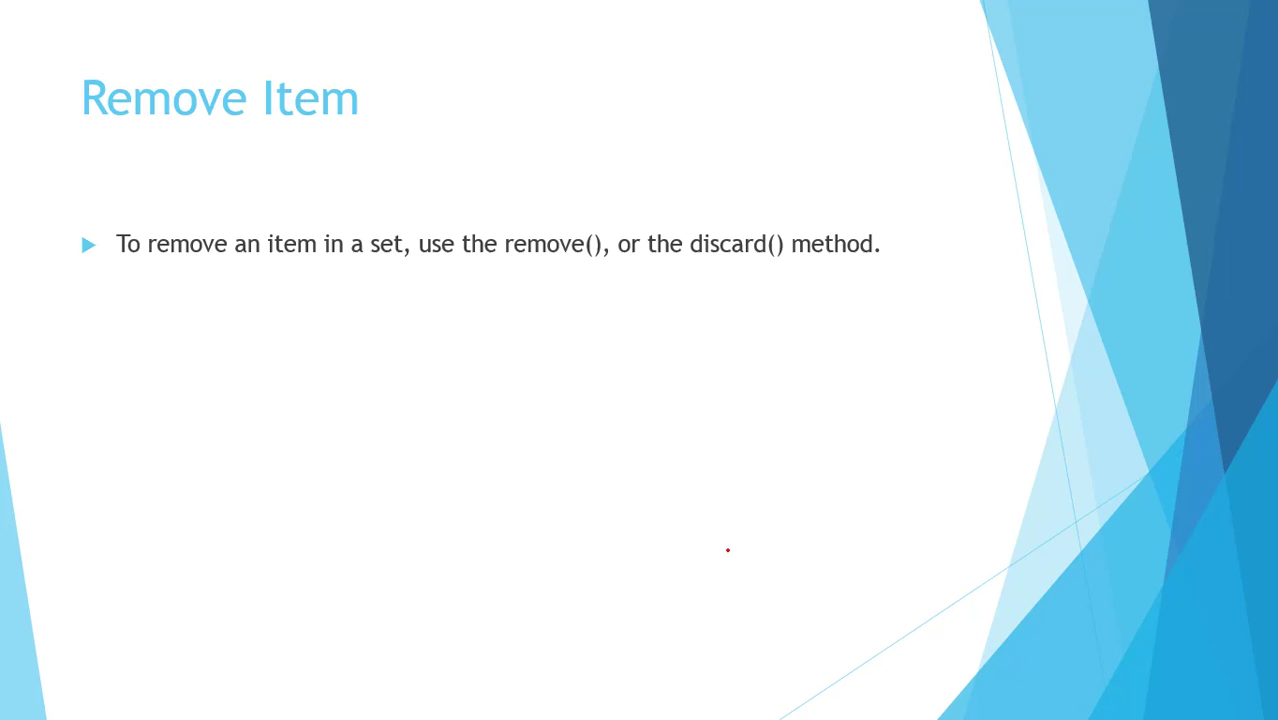 Remove Item
To remove an item in a set, use the remove(), or the discard() method.